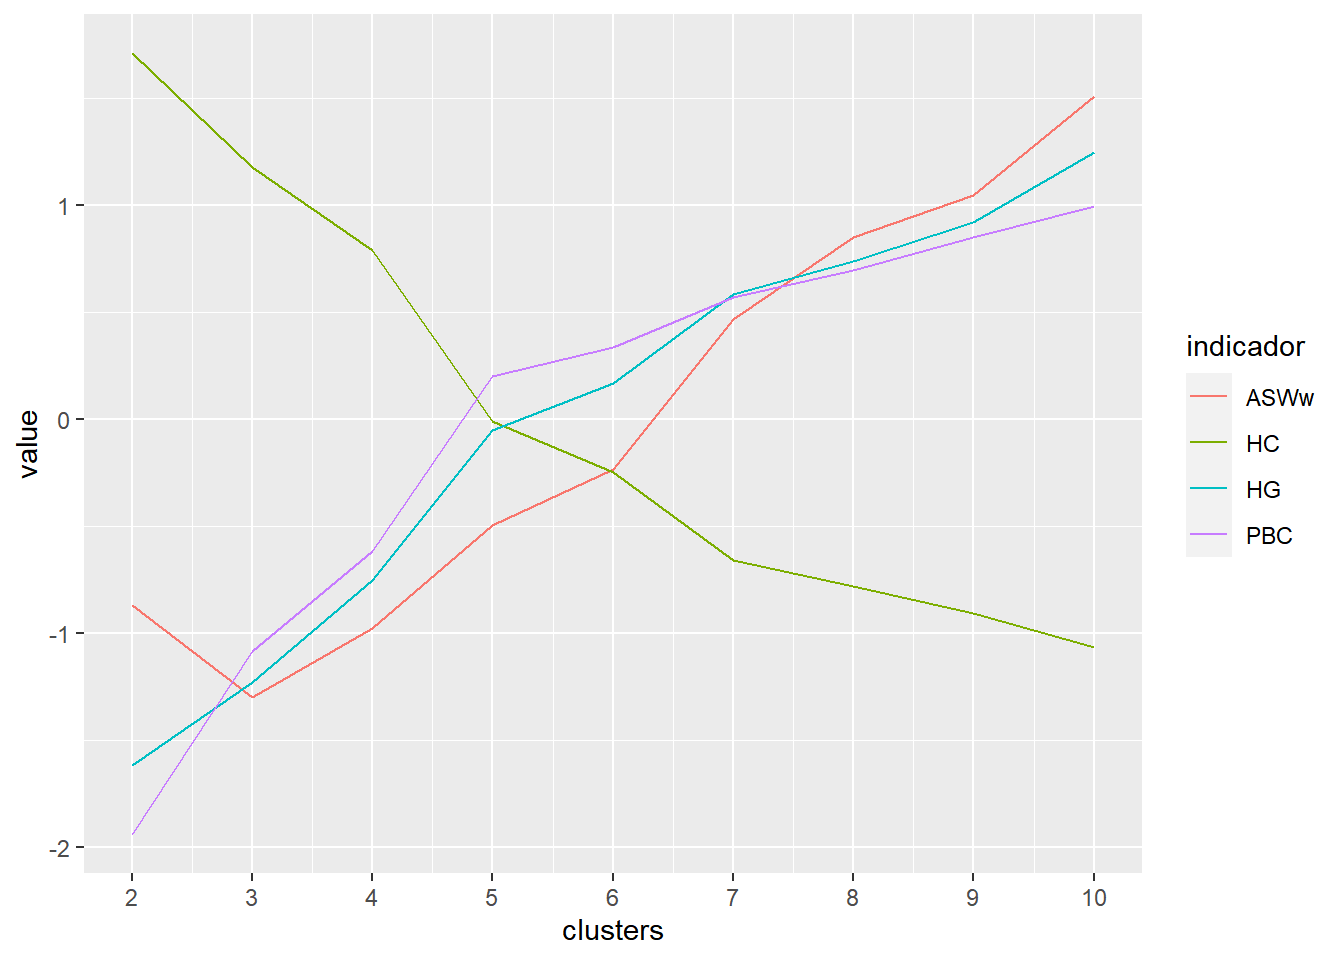 1
0
-1
-2
value
2 3 4 5 6 7 8 9 10
clusters
indicador
ASWw
HC
HG
PBC